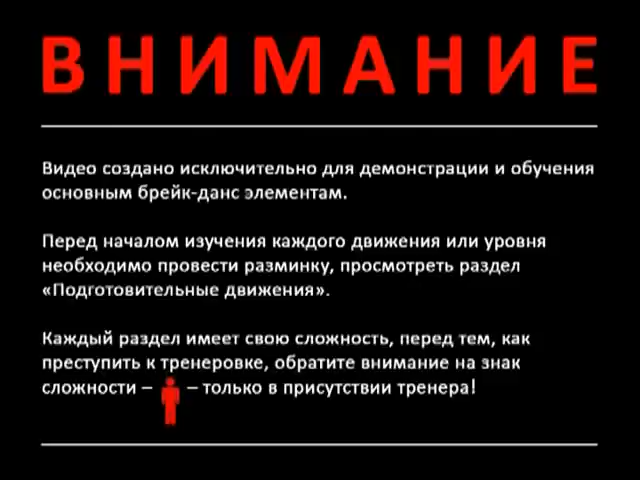 ВНИМАНИЕ
Видео создано исключительно для демонстрации и обучения
основным брейк-данс элементам.
Перед началом изучения каждого движения или уровня
необходимо провести разминку, просмотреть раздел
«Подготовительные движения».
Каждый раздел имеет свою сложность, перед тем, как
преступить к тренеровке, обратите внимание на знак
сложности – – только в присутствии тренера!